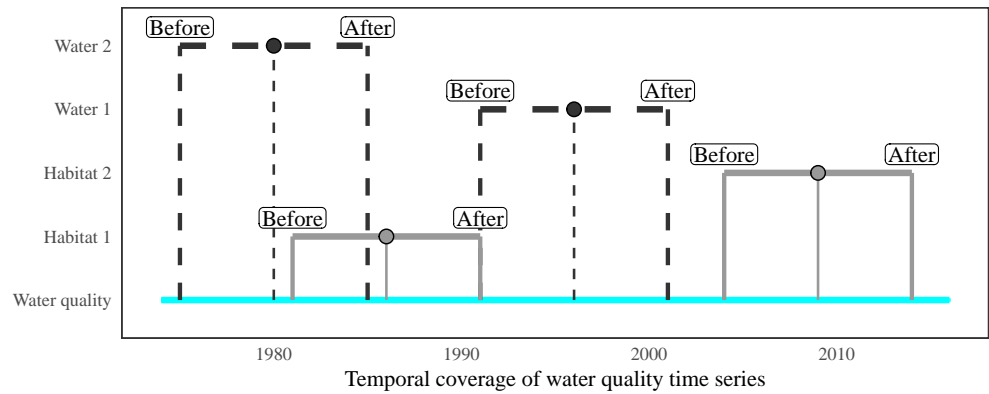 Before After
Water 2
Before After
Water 1
Before After
Habitat 2
Before After
Habitat 1
Water quality
1980 1990 2000 2010
Temporal coverage of water quality time series